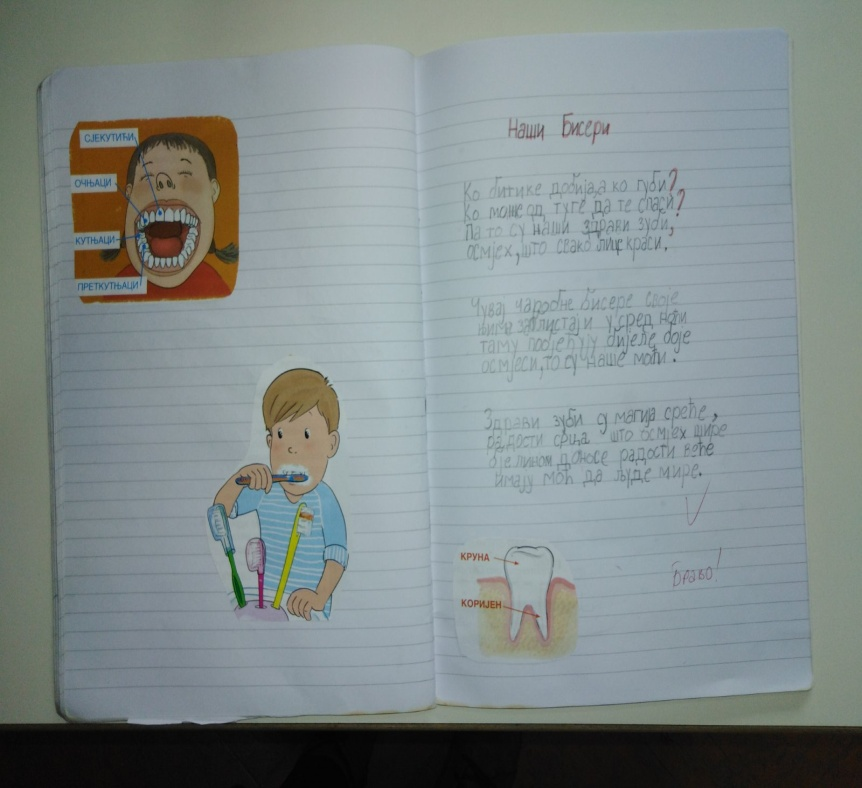 СЈЕКУТИЋИ
ОЧЊАЦИ
КУТЊАЦИ
ПРЕТКУТЊАЦИ
Наши бисери
Ко битике добија, а ко губи?
Ко може од туге да те спаси?
Па то су наши здрави зуби,
осмјех, што свако лице краси.
Чувај чаробне бисере своје
заблистају усред ноћи
таму побјеђују бијеле боје
осмјеси, то су наше моћи.
Здрави зуби су магија среће,
радости срца што осмјех шире
бјелином доносе радости веће
имају моћ да људе мире.
КРУНА
КОРИЈЕН
Браво!